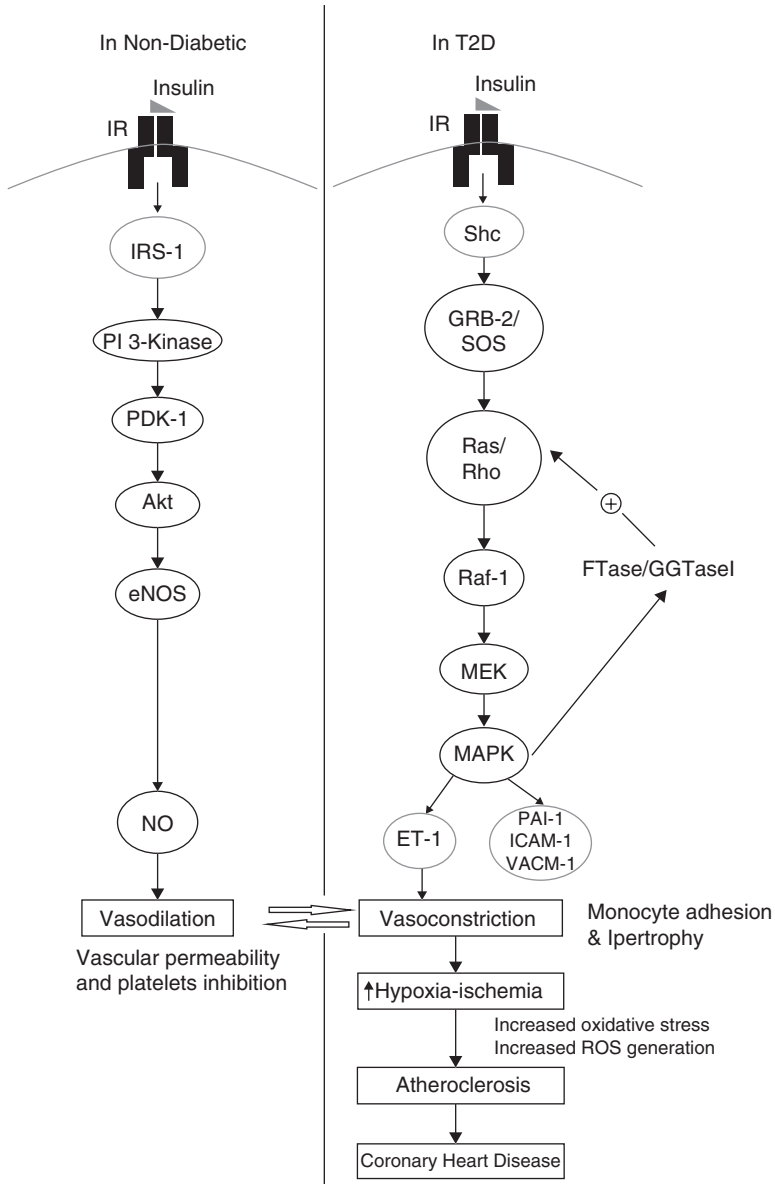 In Non-Diabetic
Insulin
IR
IRS-1
PI 3-Kinase
PDK-1
Akt
eNOS
NO
Vasodilation
Vascular permeability
and platelets inhibition
In T2D
Insulin
IR
Shc
GRB-2/
SOS
Ras/
Rho
+
FTase/GGTaseI
Raf-1
MEK
MAPK
ET-1
PAI-1
ICAM-1
VACM-1
Vasoconstriction
Monocyte adhesion
& Ipertrophy
Hypoxia-ischemia
Increased oxidative stress
Increased ROS generation
Atheroclerosis
Coronary Heart Disease